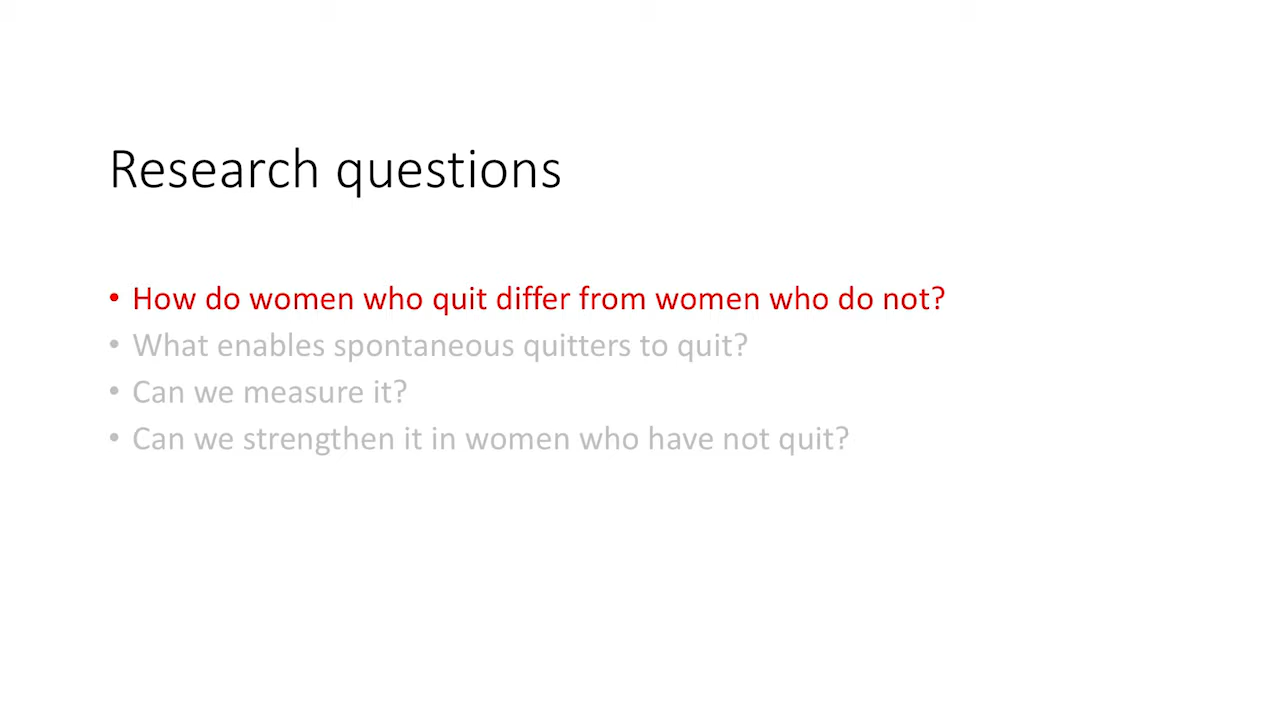 Research questions
• How do women who quit differ from women who do not?
• What enables spontaneous quitters to quit?
• Can we measure it?
• Can we strengthen it in women who have not quit?